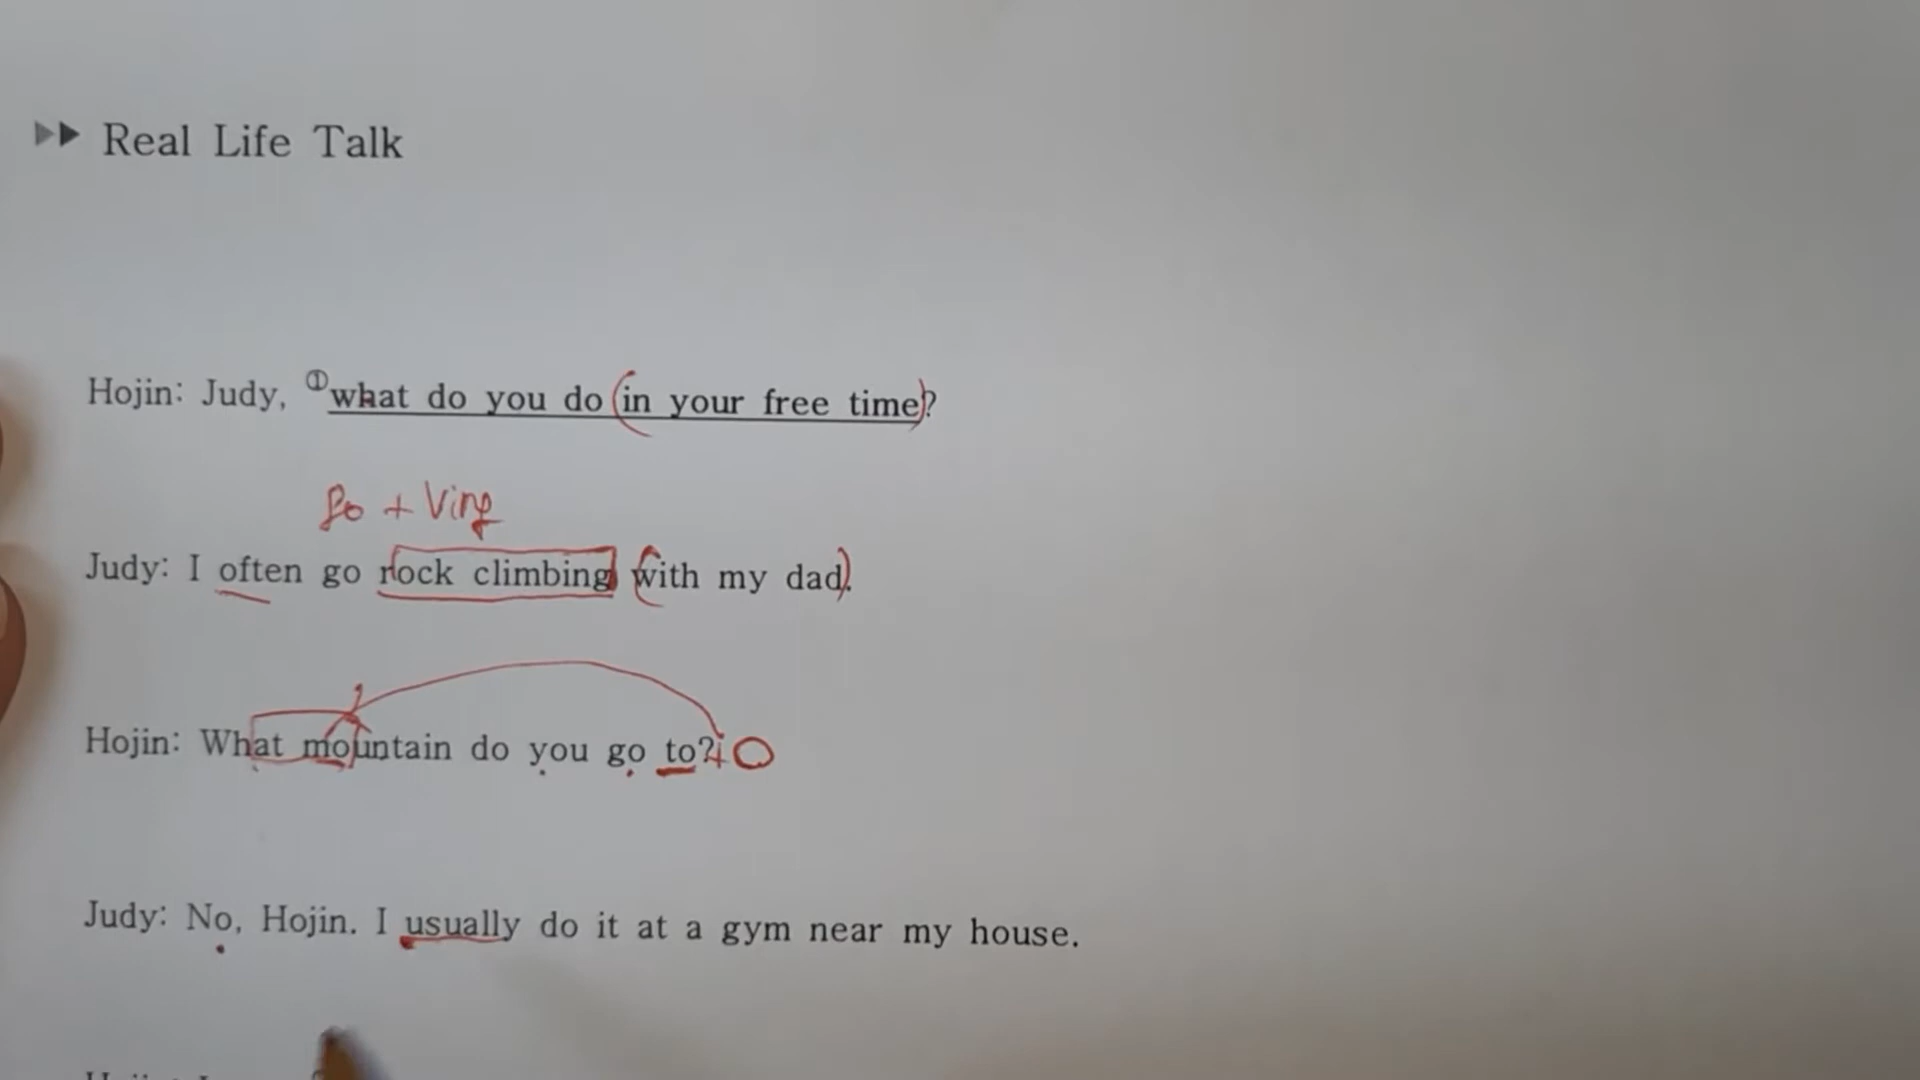 Real Life Talk
Hojin: Judy, ①what do you do (in your free time)?
go + Ving
Judy: I often go rock climbing (with my dad).
Hojin: What mountain do you go to?
Judy: No, Hojin. I usually do it at a gym near my house.